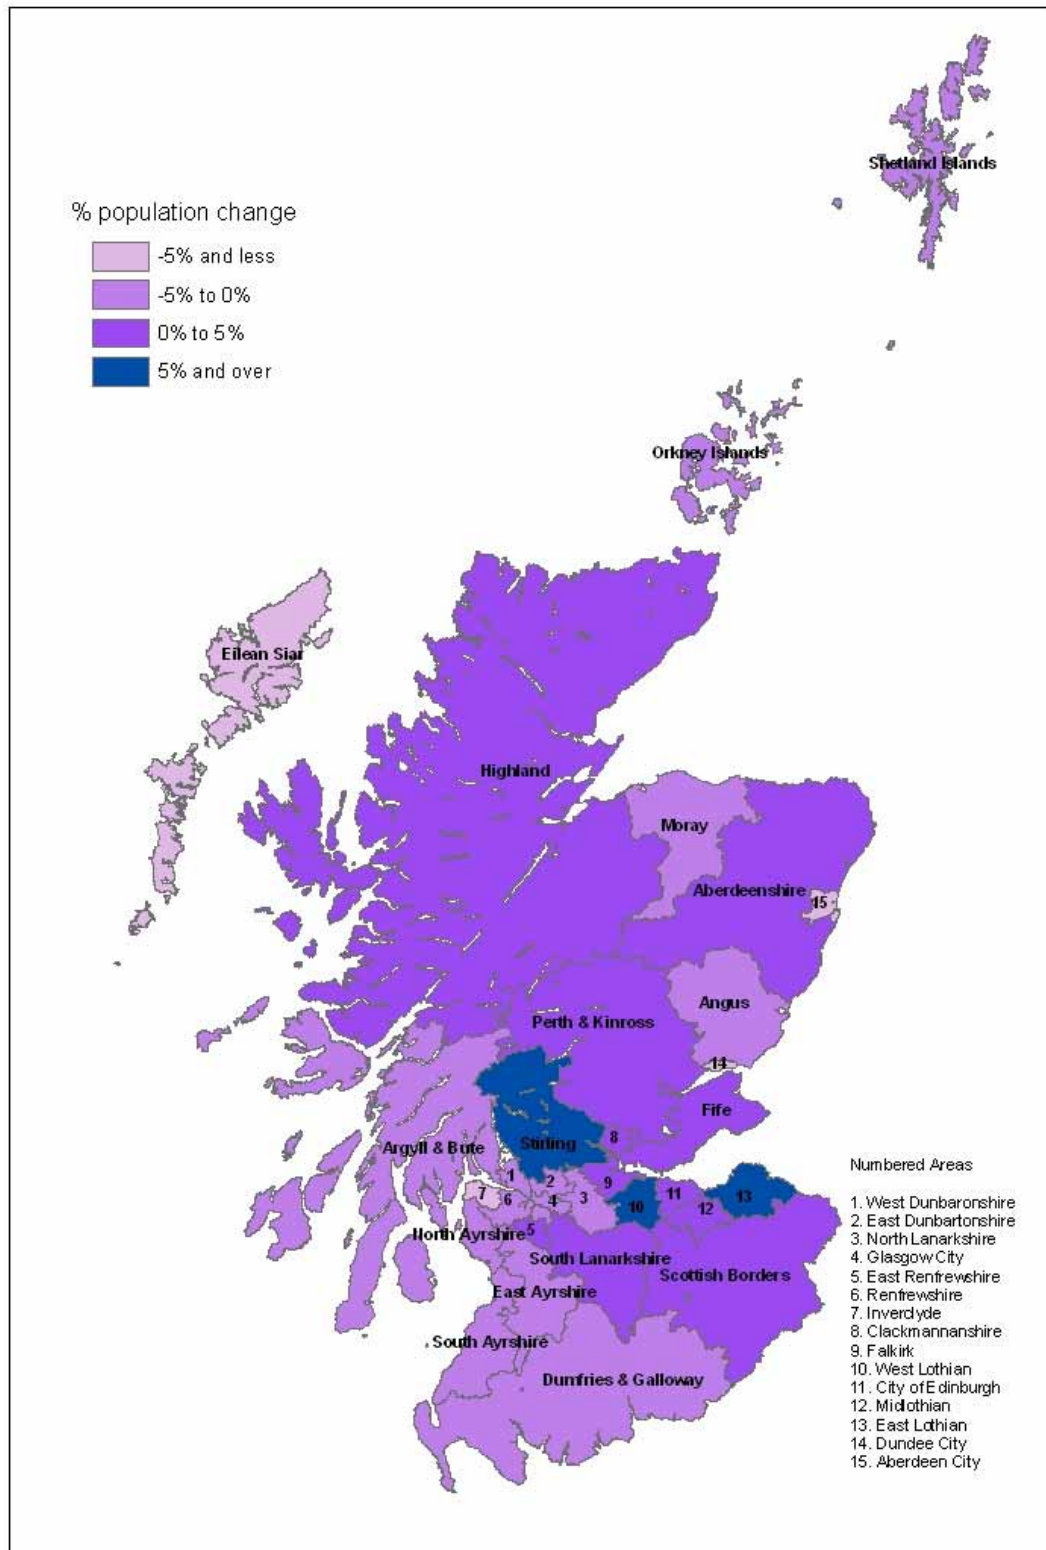 Shetland Islands
% population change
-5% and less
-5% to 0%
0% to 5%
5% and over
Orkney Islands
Eilean Siar
Highland
Moray
Aberdeenshire
15
Angus
Perth & Kinross
14
Fife
8
Stirling
Argyll & Bute
1
2
9
7
6
4
3
10
11
12
13
North Ayrshire
5
South Lanarkshire
Scottish Borders
East Ayrshire
South Ayrshire
Dumfries & Galloway
Numbered Areas
1. West Dunbaronshire
2. East Dunbartonshire
3. North Lanarkshire
4. Glasgow City
5. East Renfrewshire
6. Renfrewshire
7. Inverclyde
8. Clackmannanshire
9. Falkirk
10. West Lothian
11. City of Edinburgh
12. Midlothian
13. East Lothian
14. Dundee City
15. Aberdeen City